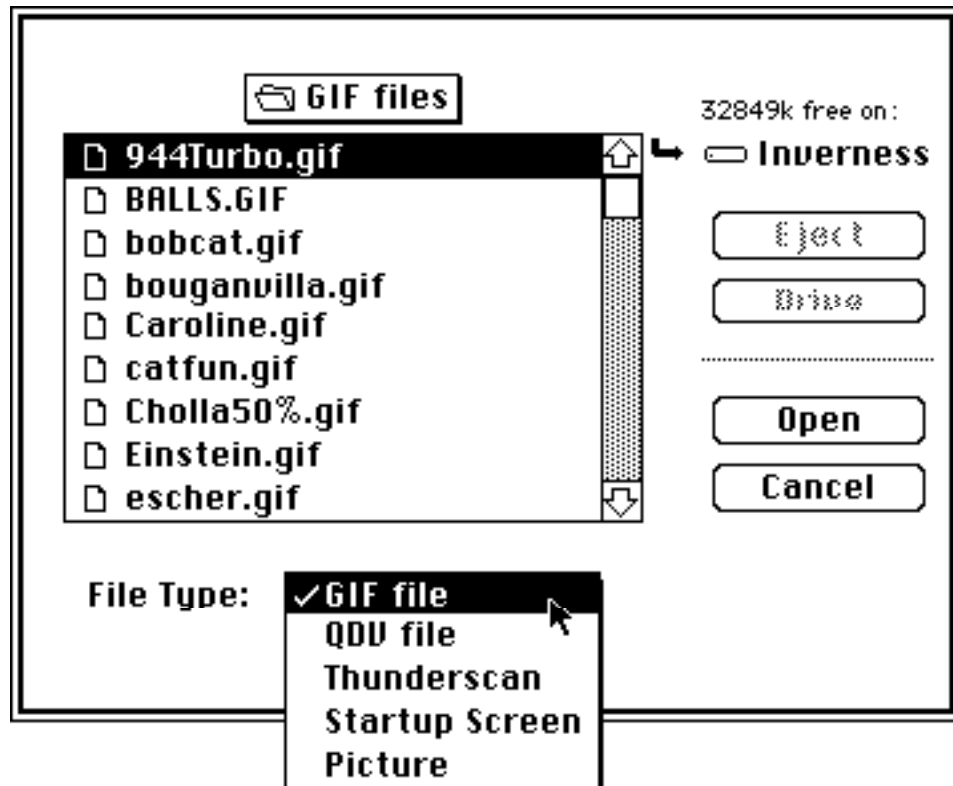 GIF files
944Turbo.gif
BALLS.GIF
bobcat.gif
bouganvilla.gif
Caroline.gif
catfun.gif
Cholla50%.gif
Einstein.gif
escher.gif
32849k free on:
Inverness
Eject
Drive
Open
Cancel
File Type:
GIF file
QDV file
Thunderscan
Startup Screen
Picture